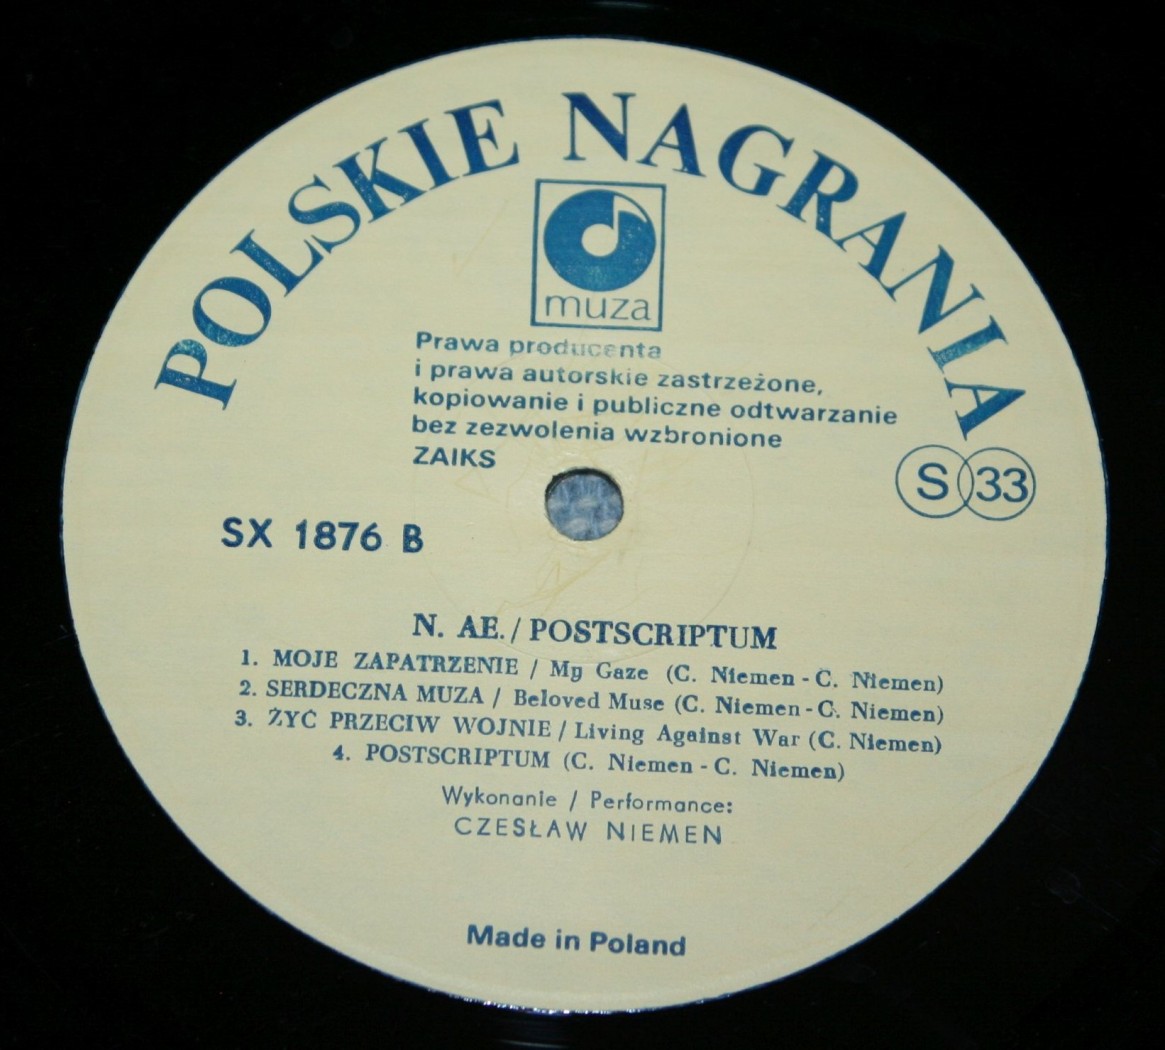 POLSKIE NAGRANIA
muza
Prawa producenta
i prawa autorskie zastrzeżone,
kopiowanie i publiczne odtwarzanie
bez zezwolenia wzbronione
ZAIKS
S 33
SX 1876 B
N. AE. / POSTSCRIPTUM
1. MOJE ZAPATRZENIE / My Gaze (C. Niemen - C. Niemen)
2. SERDECZNA MUZA / Beloved Muse (C. Niemen - C. Niemen)
3. ŻYĆ PRZECIW WOJNIE / Living Against War (C. Niemen)
4. POSTSCRIPTUM (C. Niemen - C. Niemen)
Wykonanie / Performance:
CZESŁAW NIEMEN
Made in Poland